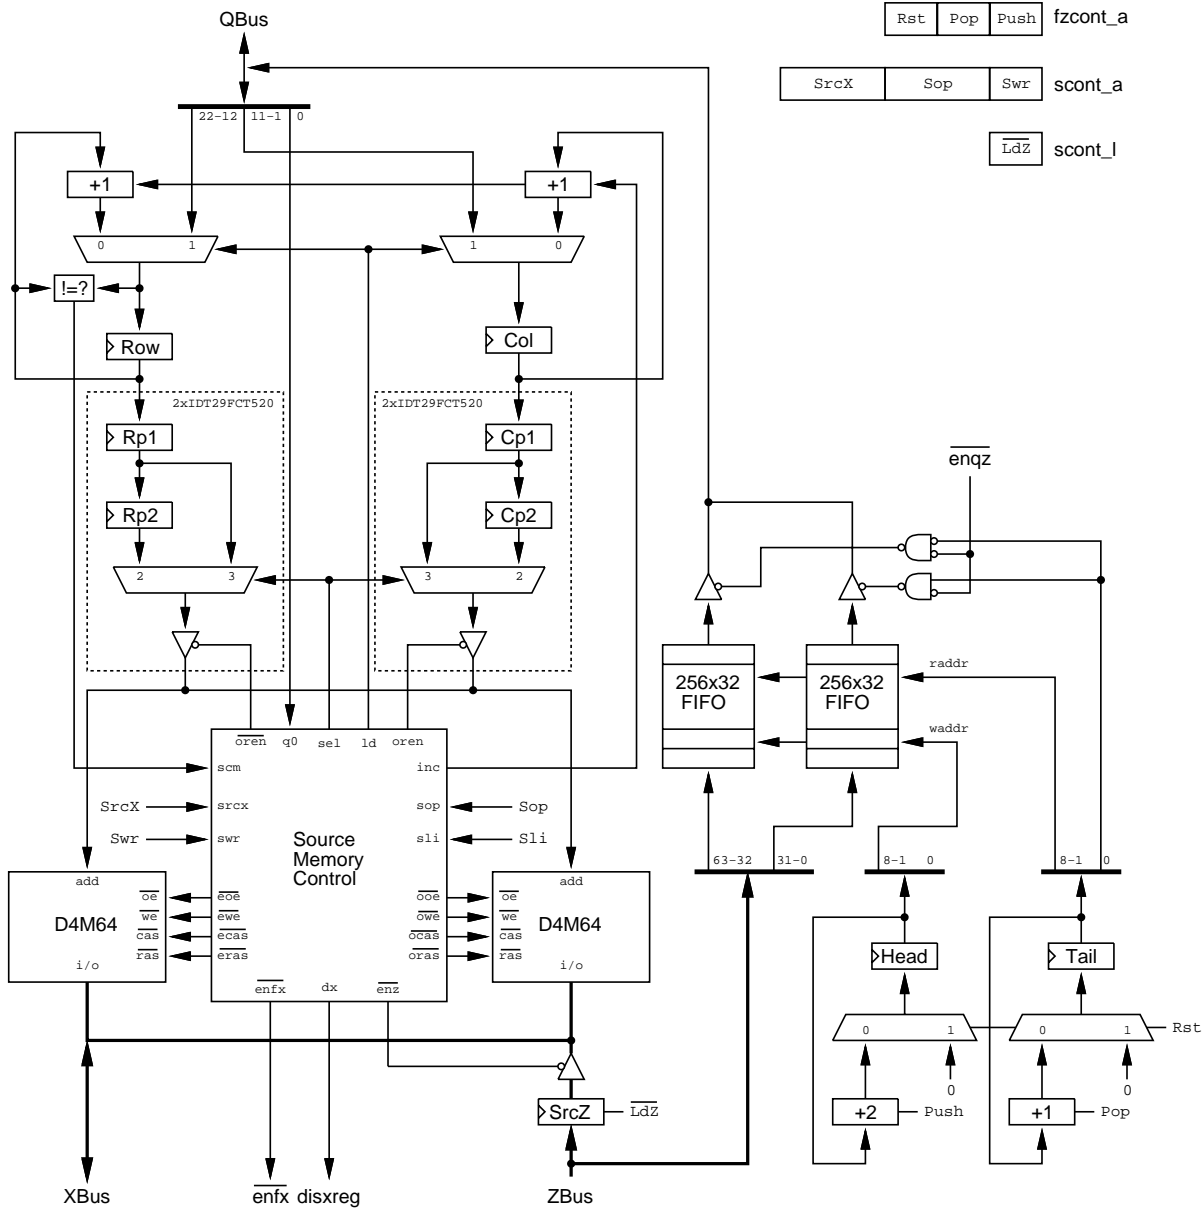 QBus
Rst Pop Push fzcont_a
SrcX Sop Swr scont_a
LdZ scont_l
22-12 11-1 0
+1 +1
0 1 1 0
!=?
Row Col
2xIDT29FCT520 2xIDT29FCT520
Rp1 Cp1
enqz
Rp2 Cp2
2 3 3 2
256x32 FIFO 256x32 FIFO
raddr
waddr
oren q0 sel ld oren
scm inc
SrcX srcx sop Sop
Swr swr sli Sli
Source Memory Control
63-32 31-0 8-1 0 8-1 0
add add
D4M64 D4M64
oe eoe ooe oe
we ewe owe we
cas ecas ocas cas
ras eras oras ras
i/o i/o
enfx dx enz
Head Tail
0 1 0 1 Rst
0 0
SrcZ LdZ
+2 Push +1 Pop
XBus enfx disxreg ZBus